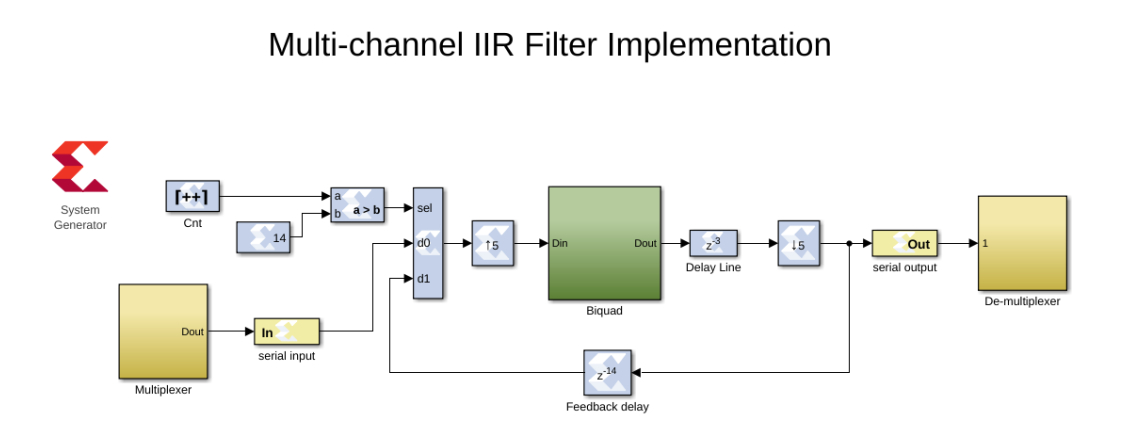 Multi-channel IIR Filter Implementation
System
Generator
[++]
Cnt
14
a
b
a > b
sel
d0
d1
↑5
Din
Dout
Biquad
z-3
Delay Line
↓5
Out
serial output
1
De-multiplexer
Dout
Multiplexer
In
serial input
z-14
Feedback delay